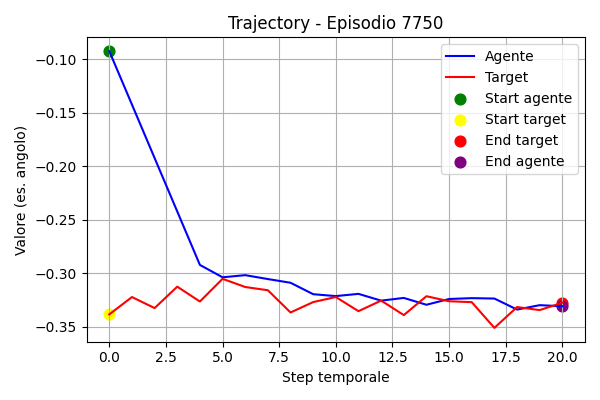 Trajectory - Episodio 7750
Agente
Target
Start agente
Start target
End target
End agente
Valore (es. angolo)
−0.10
−0.15
−0.20
−0.25
−0.30
−0.35
0.0 2.5 5.0 7.5 10.0 12.5 15.0 17.5 20.0
Step temporale